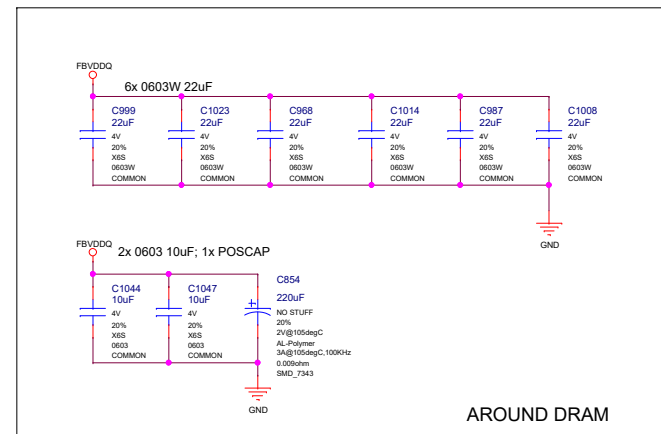 FBVDDQ
6x 0603W 22uF
C999
22uF
4V
20%
X6S
0603W
COMMON
C1023
22uF
4V
20%
X6S
0603W
COMMON
C968
22uF
4V
20%
X6S
0603W
COMMON
C1014
22uF
4V
20%
X6S
0603W
COMMON
C987
22uF
4V
20%
X6S
0603W
COMMON
C1008
22uF
4V
20%
X6S
0603W
COMMON
GND
FBVDDQ
2x 0603 10uF; 1x POSCAP
C1044
10uF
4V
20%
X6S
0603
COMMON
C1047
10uF
4V
20%
X6S
0603
COMMON
C854
220uF
NO STUFF
20%
2V@105degC
AL-Polymer
3A@105degC,100KHz
0.009ohm
SMD_7343
GND
AROUND DRAM